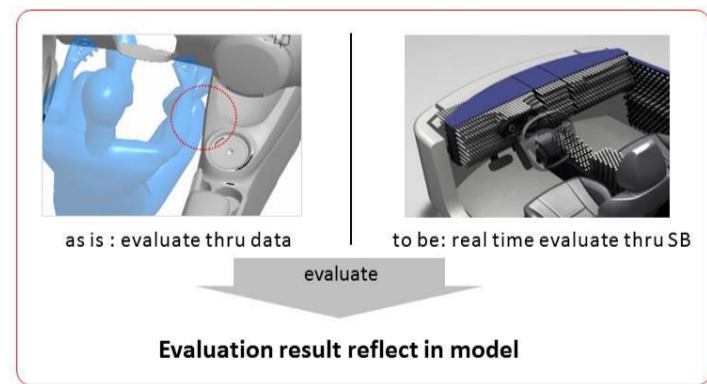 as is : evaluate thru data
to be: real time evaluate thru SB
evaluate
Evaluation result reflect in model